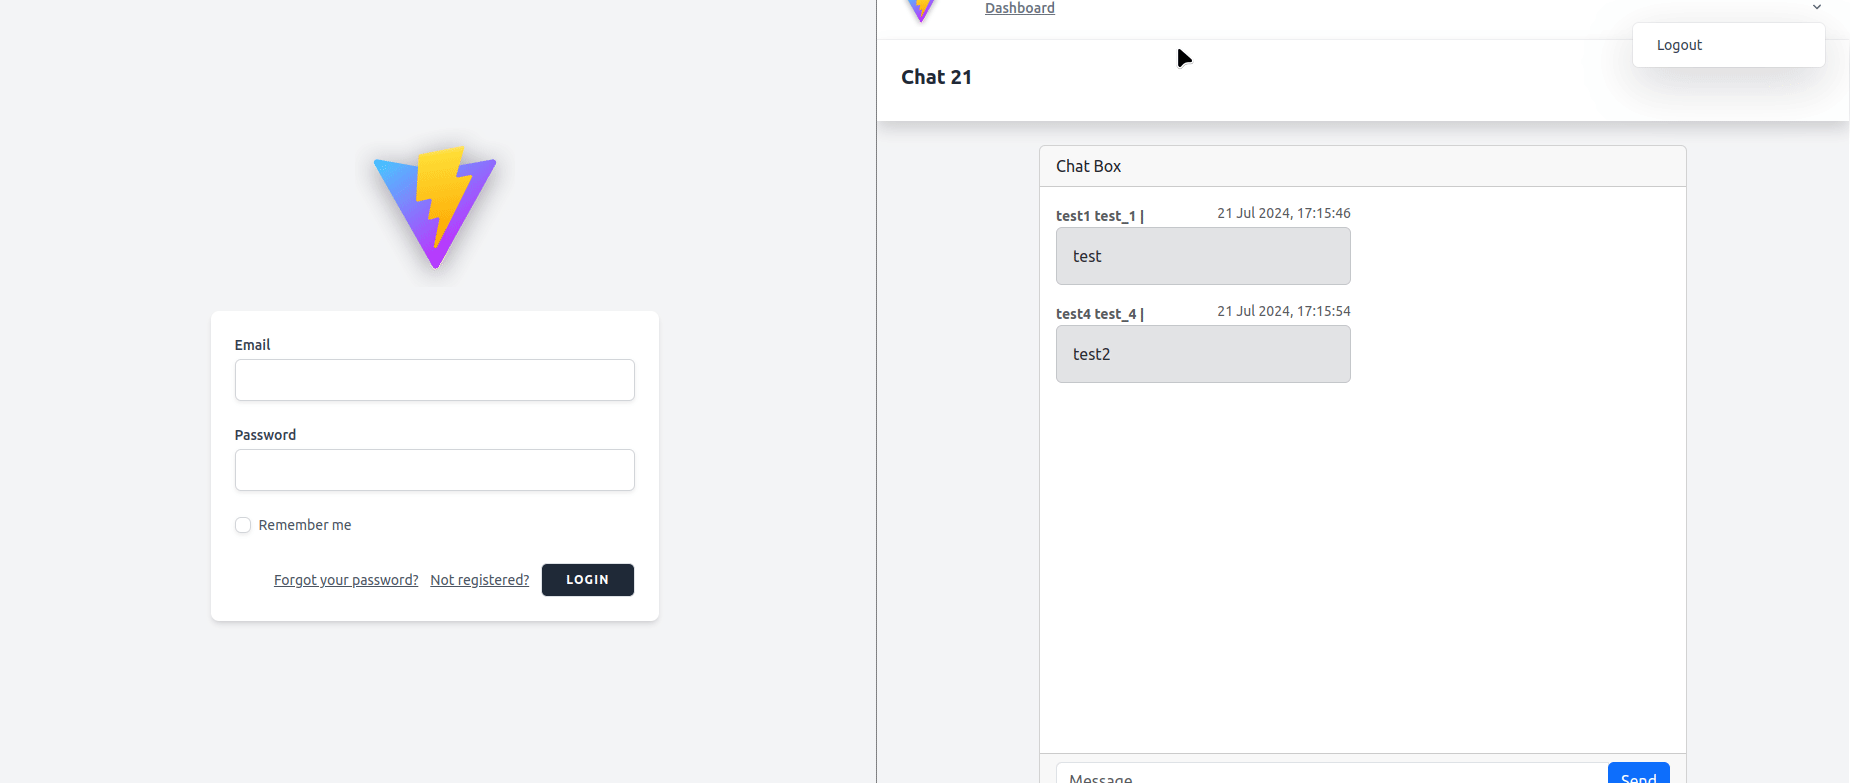 Email
Password
Remember me
Forgot your password? Not registered? LOGIN
Dashboard
Logout
Chat 21
Chat Box
test1 test_1 | 21 Jul 2024, 17:15:46
test
test4 test_4 | 21 Jul 2024, 17:15:54
test2
Message
Send